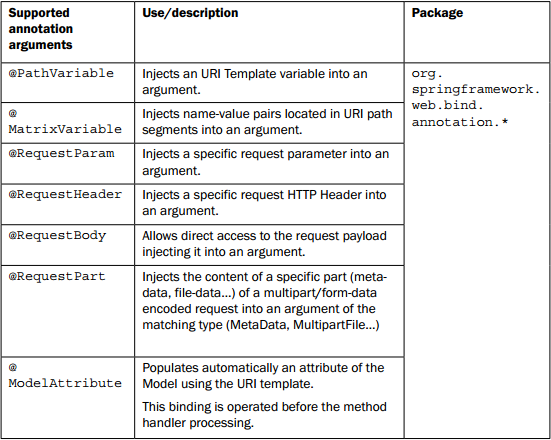 Supported
annotation
arguments
Use/description
Package
@PathVariable
Injects an URI Template variable into an
argument.
org.
springframework.
web.bind.
annotation.*
@
MatrixVariable
Injects name-value pairs located in URI path
segments into an argument.
@RequestParam
Injects a specific request parameter into an
argument.
@RequestHeader
Injects a specific request HTTP Header into
an argument.
@RequestBody
Allows direct access to the request payload
injecting it into an argument.
@RequestPart
Injects the content of a specific part (meta-
data, file-data...) of a multipart/form-data
encoded request into an argument of the
matching type (MetaData, MultipartFile...)
@
ModelAttribute
Populates automatically an attribute of the
Model using the URI template.
This binding is operated before the method
handler processing.